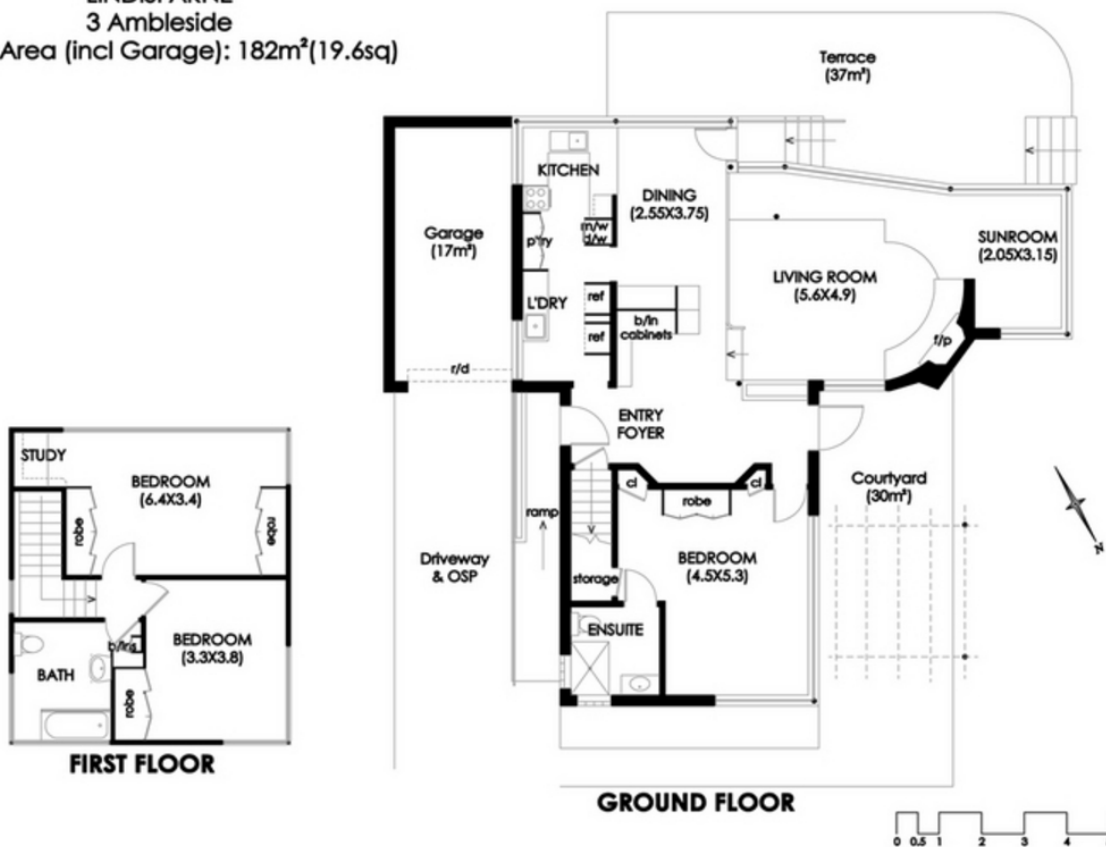 3 Ambleside
Area (incl Garage): 182m²(19.6sq)
Terrace
(37m²)
KITCHEN
DINING
(2.55X3.75)
Garage
(17m²)
m/w
d/w
p'ry
SUNROOM
(2.05X3.15)
LIVING ROOM
(5.6X4.9)
L'DRY
ref
ref
b/in
cabinets
f/p
r/d
ENTRY
FOYER
STUDY
BEDROOM
(6.4X3.4)
robe
robe
cl
cl
robe
Courtyard
(30m²)
ramp
Driveway
& OSP
BEDROOM
(4.5X5.3)
storage
N
ENSUITE
BEDROOM
(3.3X3.8)
BATH
robe
FIRST FLOOR
GROUND FLOOR
0 0.5 1 2 3 4